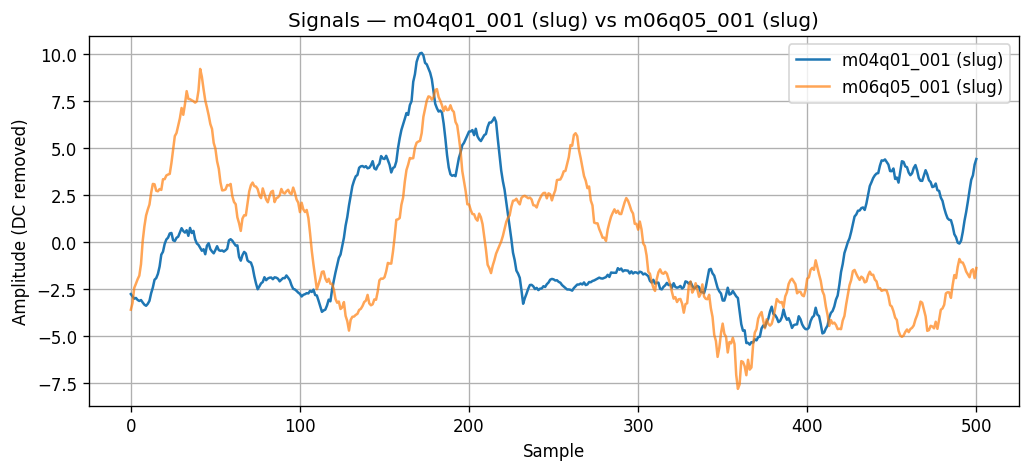 Signals — m04q01_001 (slug) vs m06q05_001 (slug)
m04q01_001 (slug)
m06q05_001 (slug)
Amplitude (DC removed)
10.0
7.5
5.0
2.5
0.0
−2.5
−5.0
−7.5
0 100 200 300 400 500
Sample